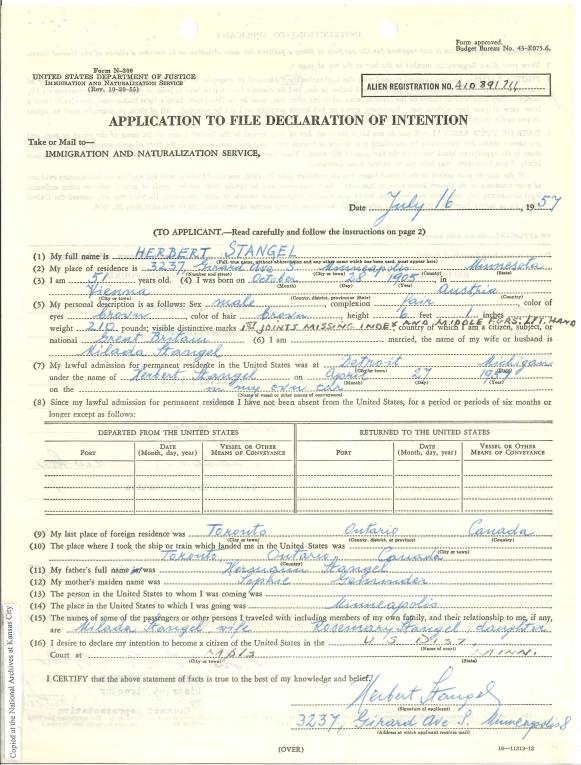 Form approved.
Budget Bureau No. 43-R075.6.
Form N-200
UNITED STATES DEPARTMENT OF JUSTICE
IMMIGRATION AND NATURALIZATION SERVICE
(Rev. 10-20-55)
ALIEN REGISTRATION NO. A10 391 711
APPLICATION TO FILE DECLARATION OF INTENTION
Take or Mail to—
IMMIGRATION AND NATURALIZATION SERVICE,
Date July 16, 1957
(TO APPLICANT.—Read carefully and follow the instructions on page 2)
(1) My full name is HERBERT STANGEL
(Full, true name, without abbreviation and any other name which has been used, must appear here)
(2) My place of residence is 3237 Girard Ave S. Minneapolis Minnesota
(Number and street) (City or town) (County) (State)
(3) I am 51 years old. (4) I was born on October 28 1905, in
(Month) (Day) (Year)
Vienna Austria
(City or town) (County, district, province or State) (Country)
(5) My personal description is as follows: Sex male, complexion fair, color of
eyes brown, color of hair brown, height 6 feet 1 inches
weight 210 pounds; visible distinctive marks 1ST JOINTS MISSING INDEX AND MIDDLE FGRS. LFT. HAND country of which I am a citizen, subject, or
national Great Britain (6) I am married, the name of my wife or husband is
Milada Stangel
(7) My lawful admission for permanent residence in the United States was at Detroit Michigan
(City or town) (State)
under the name of Herbert Stangel on April 27 1957
(Month) (Day) (Year)
on the in my own car
(Name of vessel or other means of conveyance)
(8) Since my lawful admission for permanent residence I have not been absent from the United States, for a period or periods of six months or
longer except as follows:
DEPARTED FROM THE UNITED STATES RETURNED TO THE UNITED STATES
PORT DATE (Month, day, year) VESSEL OR OTHER MEANS OF CONVEYANCE PORT DATE (Month, day, year) VESSEL OR OTHER MEANS OF CONVEYANCE
(9) My last place of foreign residence was Toronto Ontario Canada
(City or town) (County, district, or province) (Country)
(10) The place where I took the ship or train which landed me in the United States was
(City or town)
Toronto, Ontario, Canada
(Country)
(11) My father's full name was Hermann Stangel
(12) My mother's maiden name was Sophie
(13) The person in the United States to whom I was coming was
(14) The place in the United States to which I was going was Minneapolis
(15) The names of some of the passengers or other persons I traveled with including members of my own family, and their relationship to me, if any,
are Milada Stangel wife Rosemary Stangel, daughter
(16) I desire to declare my intention to become a citizen of the United States in the U S DIST
(Name of court)
Court at MPLS MINN.
(City or town) (State)
I CERTIFY that the above statement of facts is true to the best of my knowledge and belief.
Herbert Stangel
(Signature of applicant)
3237, Girard Ave S, Minneapolis 8
(Address at which applicant receives mail)
(OVER)
16—11312-12
Copied at the National Archives at Kansas City